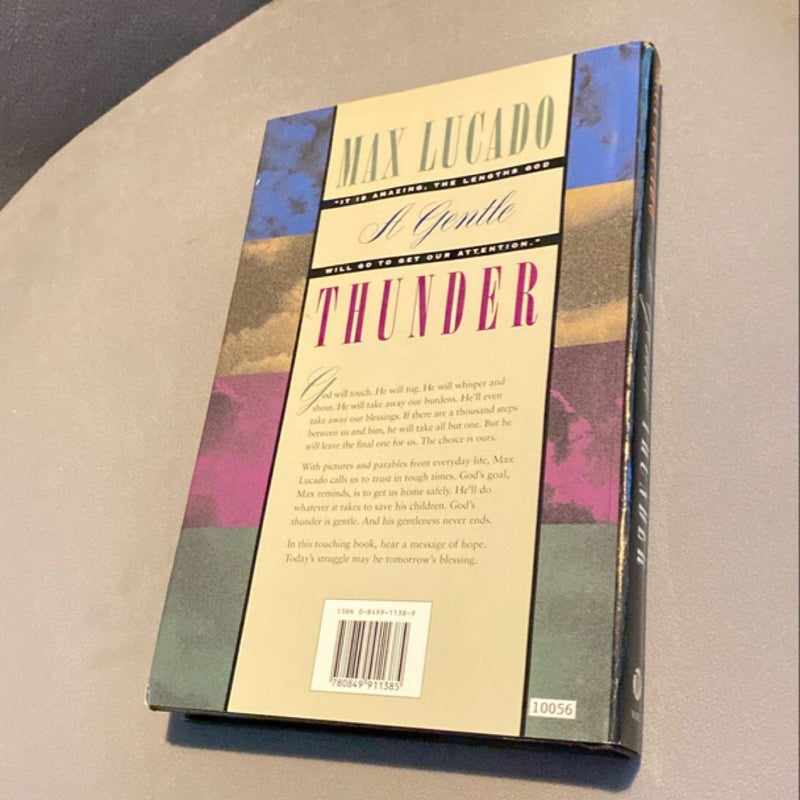 MAX LUCADO
"IT IS AMAZING, THE LENGTHS GOD
A Gentle
WILL GO TO GET OUR ATTENTION."
THUNDER
God will touch. He will tug. He will whisper and
shout. He will take away our burdens. He'll even
take away our blessings. If there are a thousand steps
between us and him, he will take all but one. But he
will leave the final one for us. The choice is ours.
With pictures and parables from everyday life, Max
Lucado calls us to trust in tough times. God's goal,
Max reminds, is to get us home safely. He'll do
whatever it takes to save his children. God's
thunder is gentle. And his gentleness never ends.
In this touching book, hear a message of hope.
Today's struggle may be tomorrow's blessing.
ISBN 0-8499-1138-9
9780849911385
10056
THUNDER